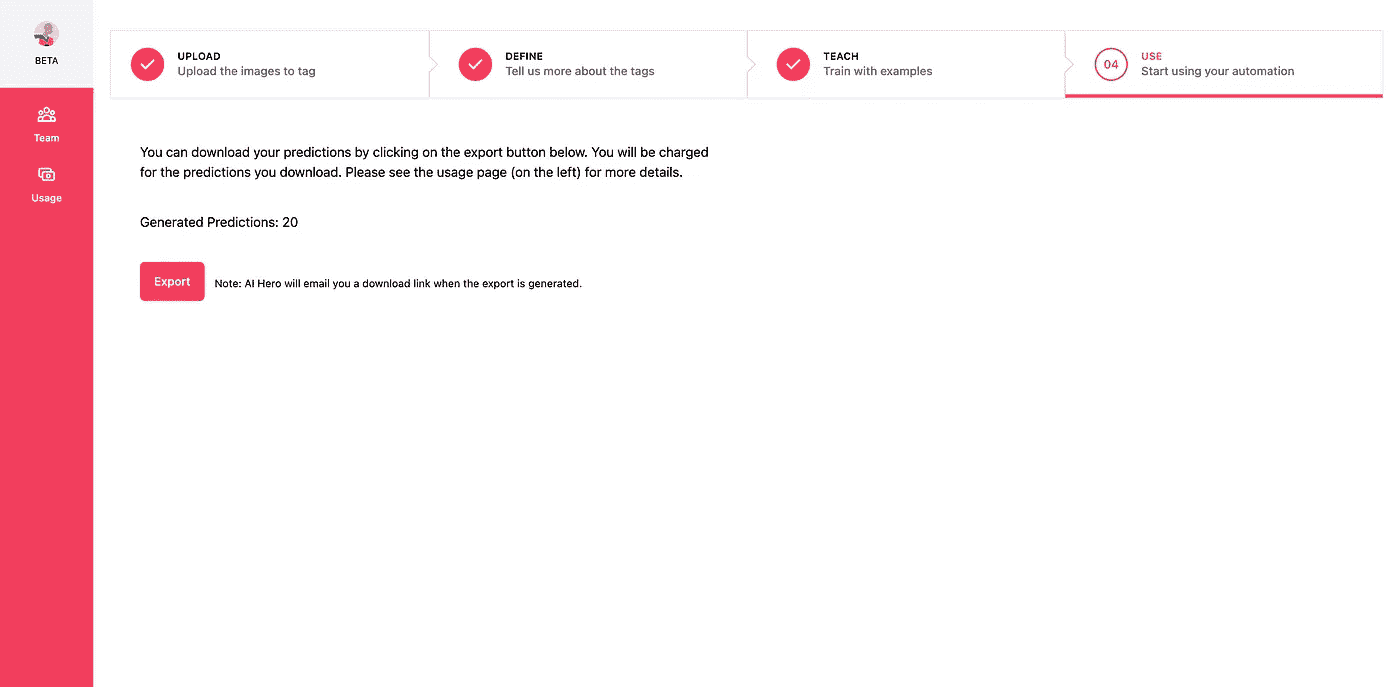 BETA
Team
Usage
UPLOAD
Upload the images to tag
DEFINE
Tell us more about the tags
TEACH
Train with examples
04
USE
Start using your automation
You can download your predictions by clicking on the export button below. You will be charged
for the predictions you download. Please see the usage page (on the left) for more details.
Generated Predictions: 20
Export
Note: AI Hero will email you a download link when the export is generated.